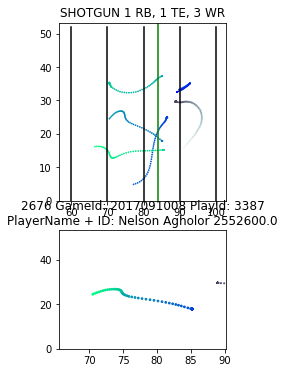 SHOTGUN 1 RB, 1 TE, 3 WR
50
40
30
20
10
0
60 70 80 90 100
2676 GameId: 2017091008 PlayId: 3387
PlayerName + ID: Nelson Agholor 2552600.0
40
20
0
70 75 80 85 90